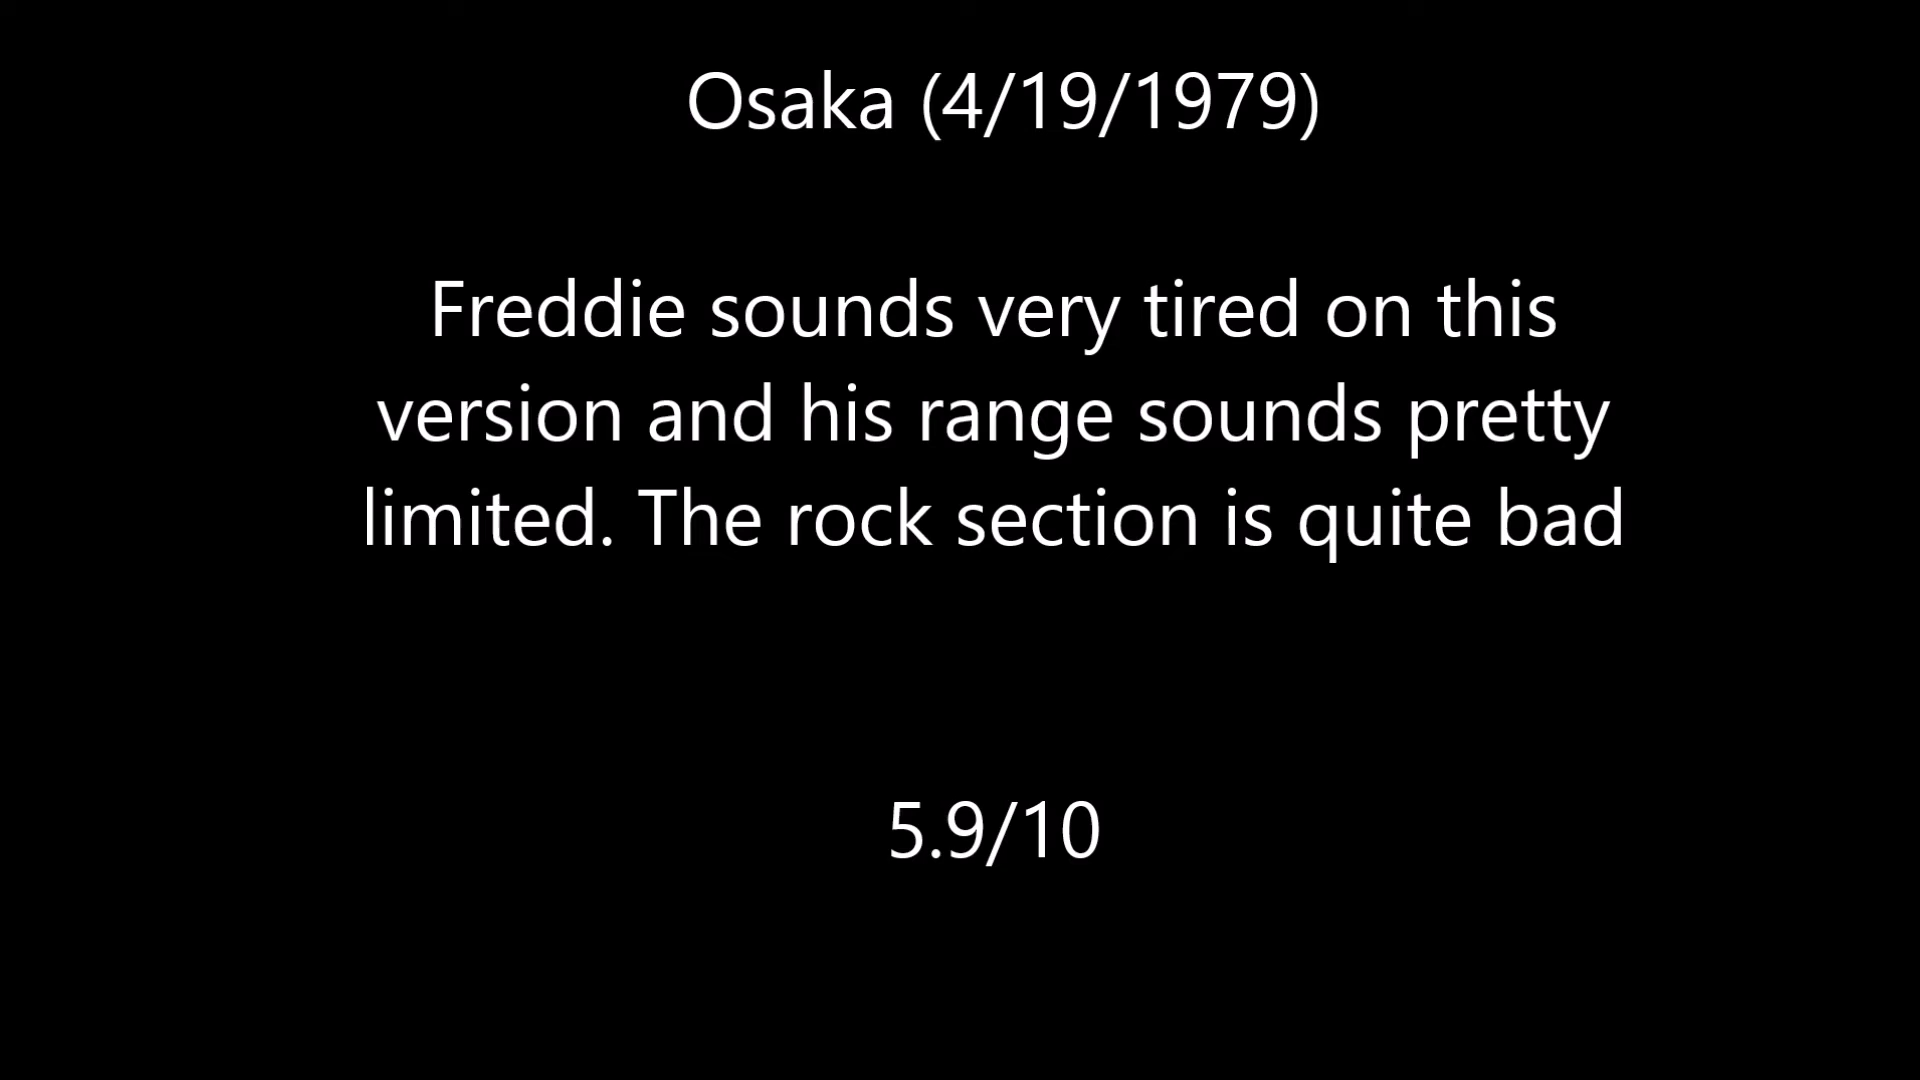 Osaka (4/19/1979)
Freddie sounds very tired on this
version and his range sounds pretty
limited. The rock section is quite bad
5.9/10